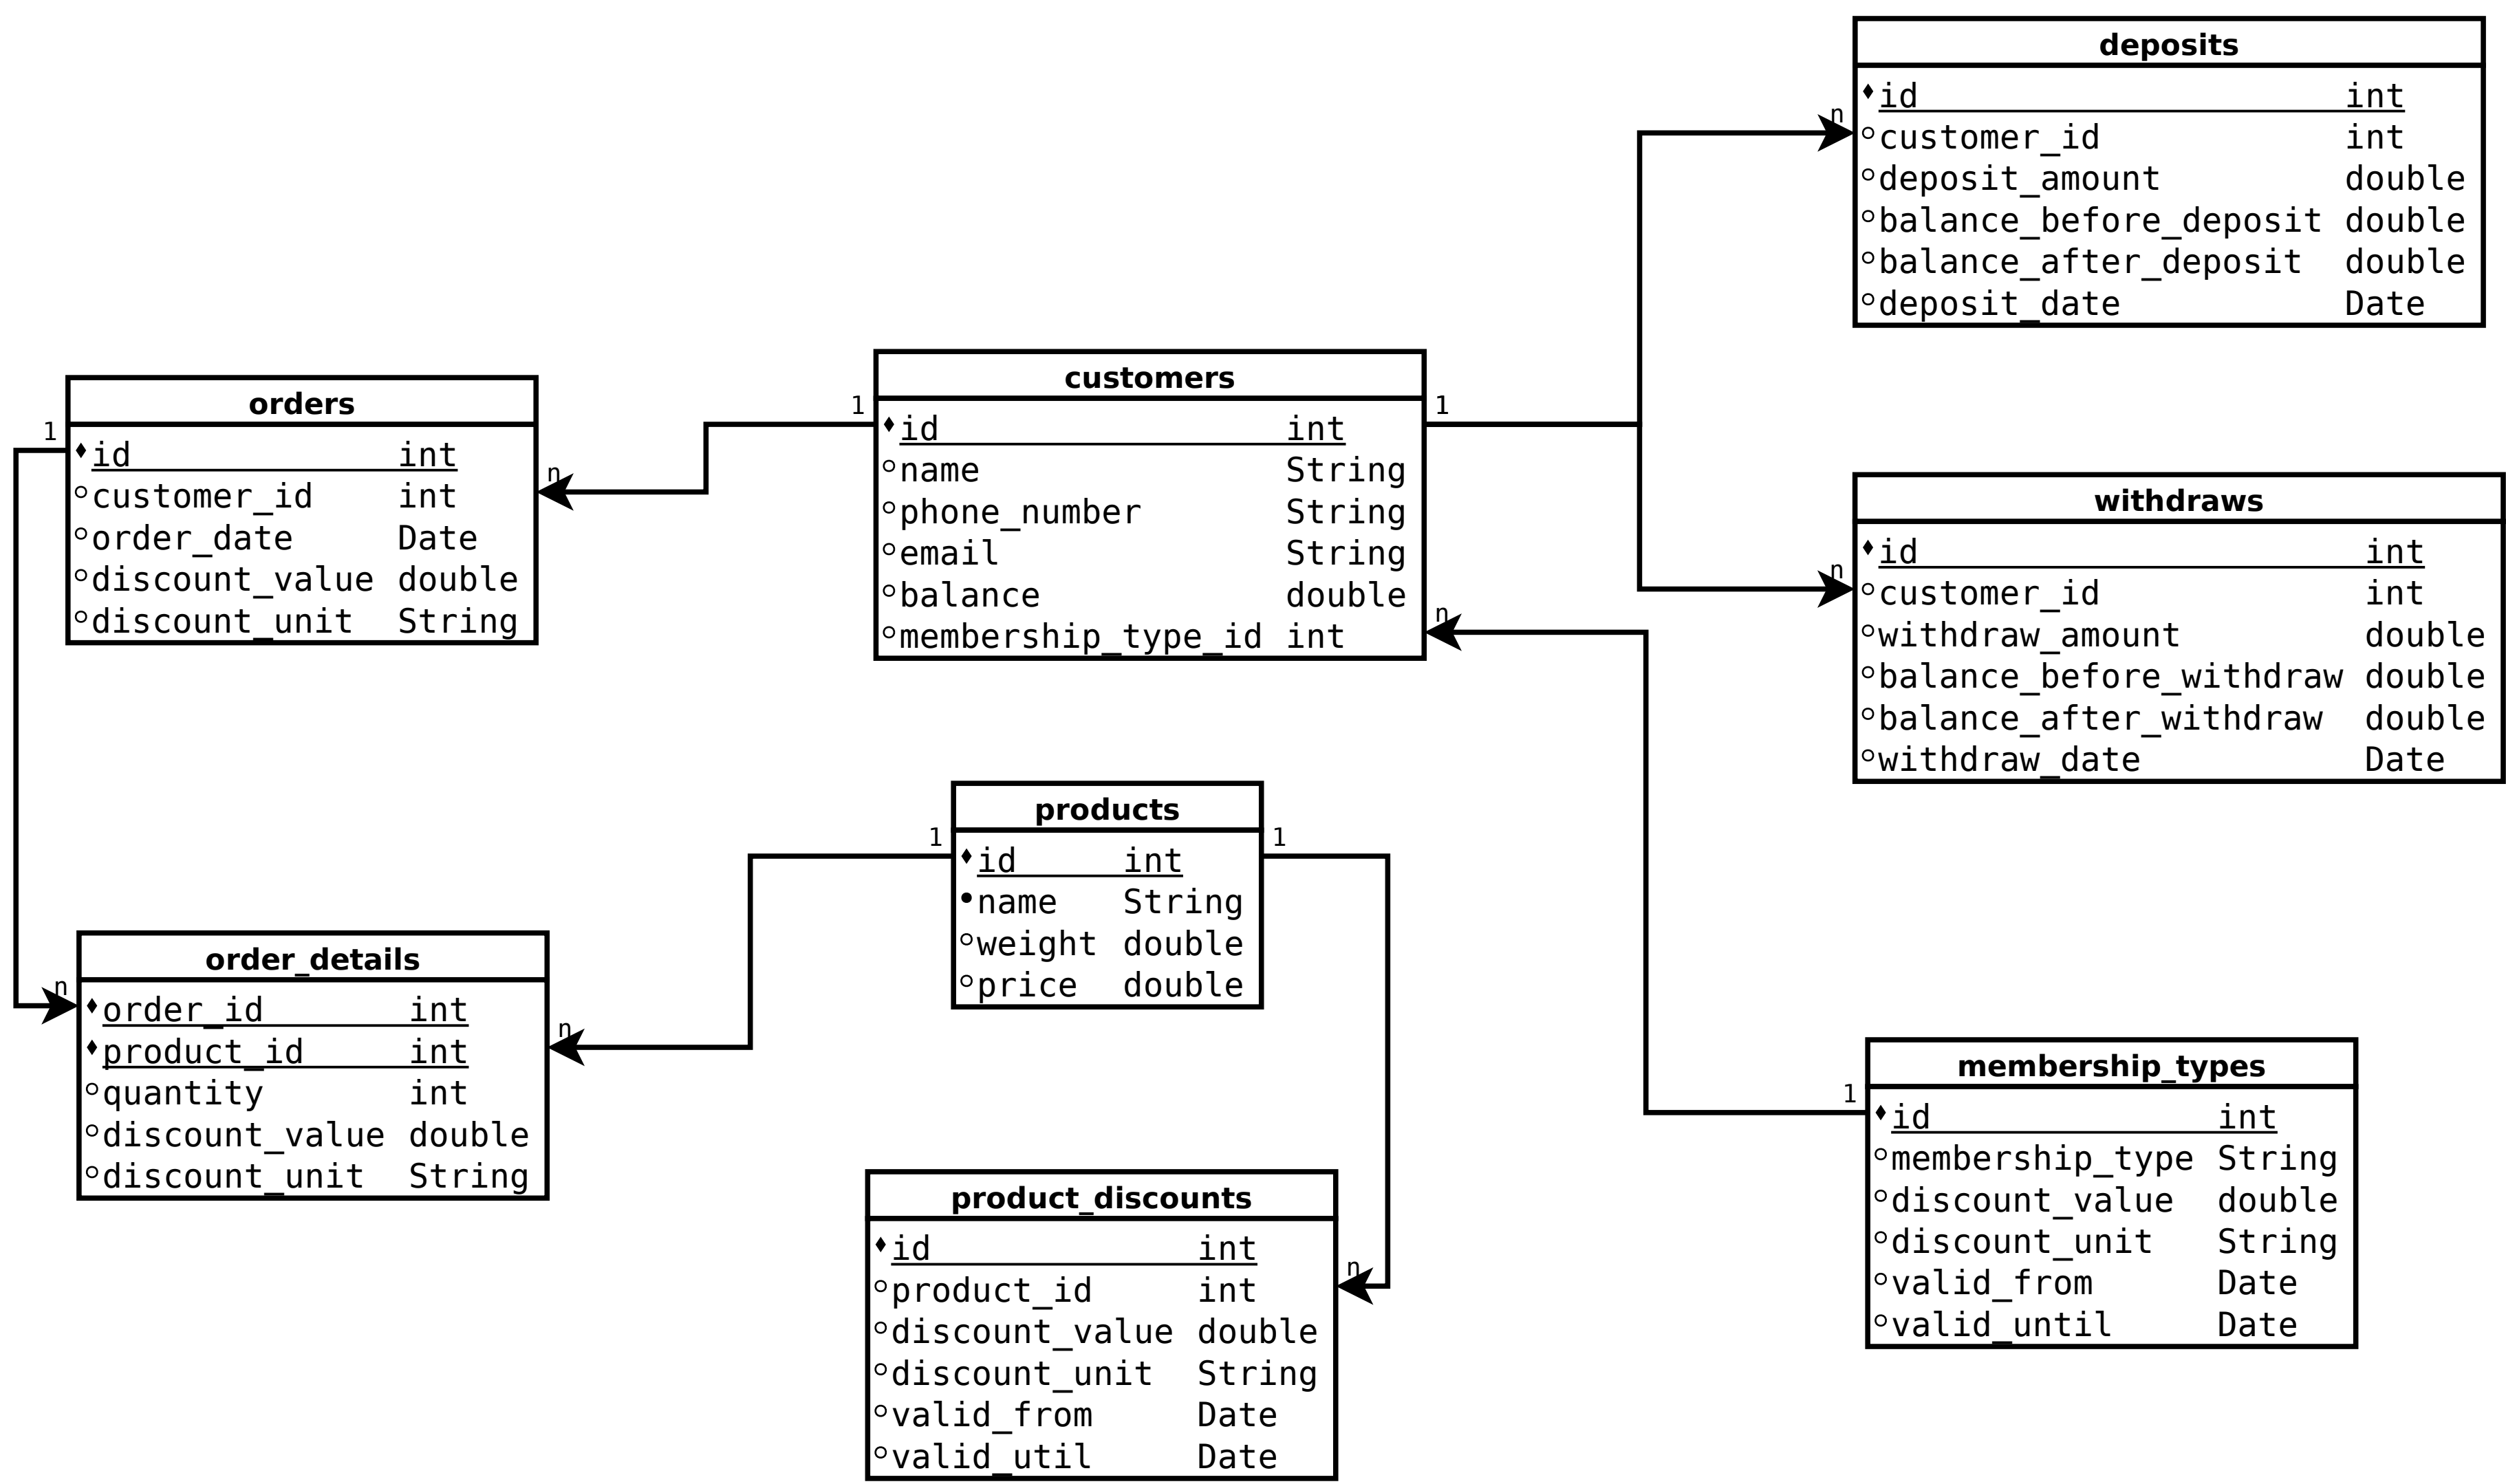 deposits
id int
customer_id int
deposit_amount double
balance_before_deposit double
balance_after_deposit double
deposit_date Date
n
customers
1
1
id int
name String
phone_number String
email String
balance double
membership_type_id int
n
orders
1
id int
customer_id int
order_date Date
discount_value double
discount_unit String
n
withdraws
id int
customer_id int
withdraw_amount double
balance_before_withdraw double
balance_after_withdraw double
withdraw_date Date
n
products
1
1
id int
name String
weight double
price double
order_details
n
order_id int
product_id int
quantity int
discount_value double
discount_unit String
n
membership_types
1
id int
membership_type String
discount_value double
discount_unit String
valid_from Date
valid_until Date
product_discounts
id int
product_id int
discount_value double
discount_unit String
valid_from Date
valid_util Date
n